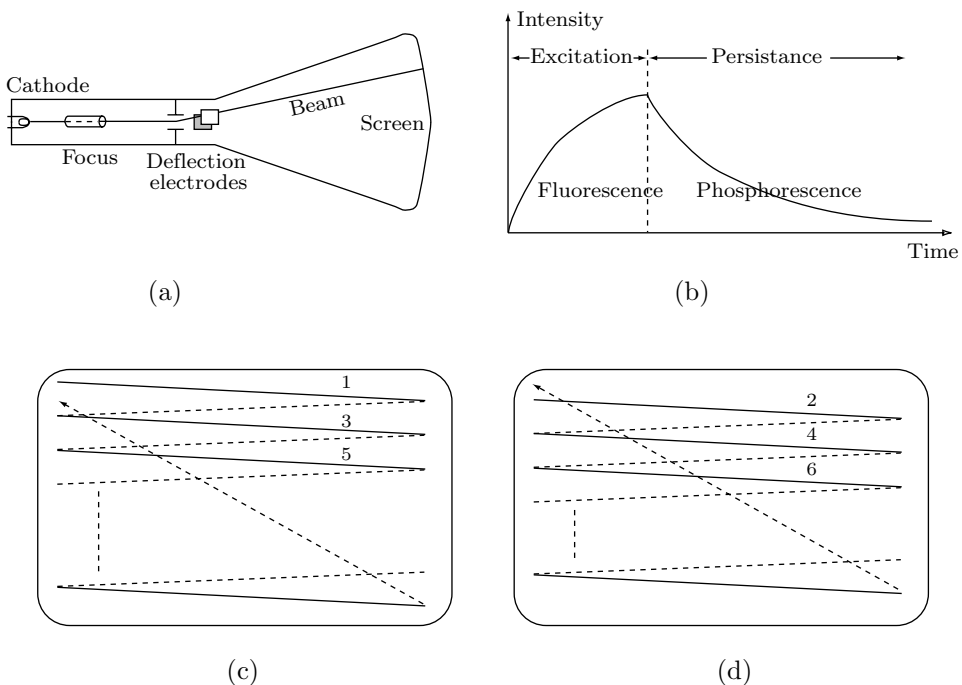 Cathode
Focus
Deflection
electrodes
Beam
Screen
(a)
Intensity
Excitation
Persistance
Fluorescence
Phosphorescence
Time
(b)
1
3
5
(c)
2
4
6
(d)